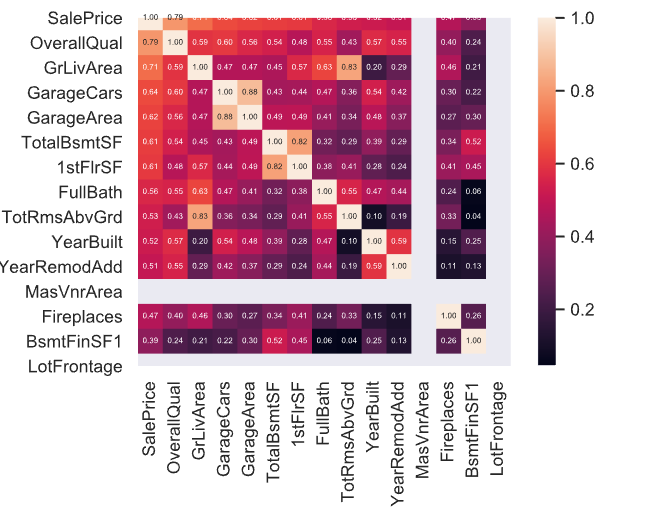 SalePrice 1.00 0.79
OverallQual 0.79 1.00 0.59 0.60 0.56 0.54 0.48 0.55 0.43 0.57 0.55 0.40 0.24
GrLivArea 0.71 0.59 1.00 0.47 0.47 0.45 0.57 0.63 0.83 0.20 0.29 0.46 0.21
GarageCars 0.64 0.60 0.47 1.00 0.88 0.43 0.44 0.47 0.36 0.54 0.42 0.30 0.22
GarageArea 0.62 0.56 0.47 0.88 1.00 0.49 0.49 0.41 0.34 0.48 0.37 0.27 0.30
TotalBsmtSF 0.61 0.54 0.45 0.43 0.49 1.00 0.82 0.32 0.29 0.39 0.29 0.34 0.52
1stFlrSF 0.61 0.48 0.57 0.44 0.49 0.82 1.00 0.38 0.41 0.28 0.24 0.41 0.45
FullBath 0.56 0.55 0.63 0.47 0.41 0.32 0.38 1.00 0.55 0.47 0.44 0.24 0.06
TotRmsAbvGrd 0.53 0.43 0.83 0.36 0.34 0.29 0.41 0.55 1.00 0.10 0.19 0.33 0.04
YearBuilt 0.52 0.57 0.20 0.54 0.48 0.39 0.28 0.47 0.10 1.00 0.59 0.15 0.25
YearRemodAdd 0.51 0.55 0.29 0.42 0.37 0.29 0.24 0.44 0.19 0.59 1.00 0.11 0.13
MasVnrArea
Fireplaces 0.47 0.40 0.46 0.30 0.27 0.34 0.41 0.24 0.33 0.15 0.11 1.00 0.26
BsmtFinSF1 0.39 0.24 0.21 0.22 0.30 0.52 0.45 0.06 0.04 0.25 0.13 0.26 1.00
LotFrontage
SalePrice
OverallQual
GrLivArea
GarageCars
GarageArea
TotalBsmtSF
1stFlrSF
FullBath
TotRmsAbvGrd
YearBuilt
YearRemodAdd
MasVnrArea
Fireplaces
BsmtFinSF1
LotFrontage
1.0
0.8
0.6
0.4
0.2